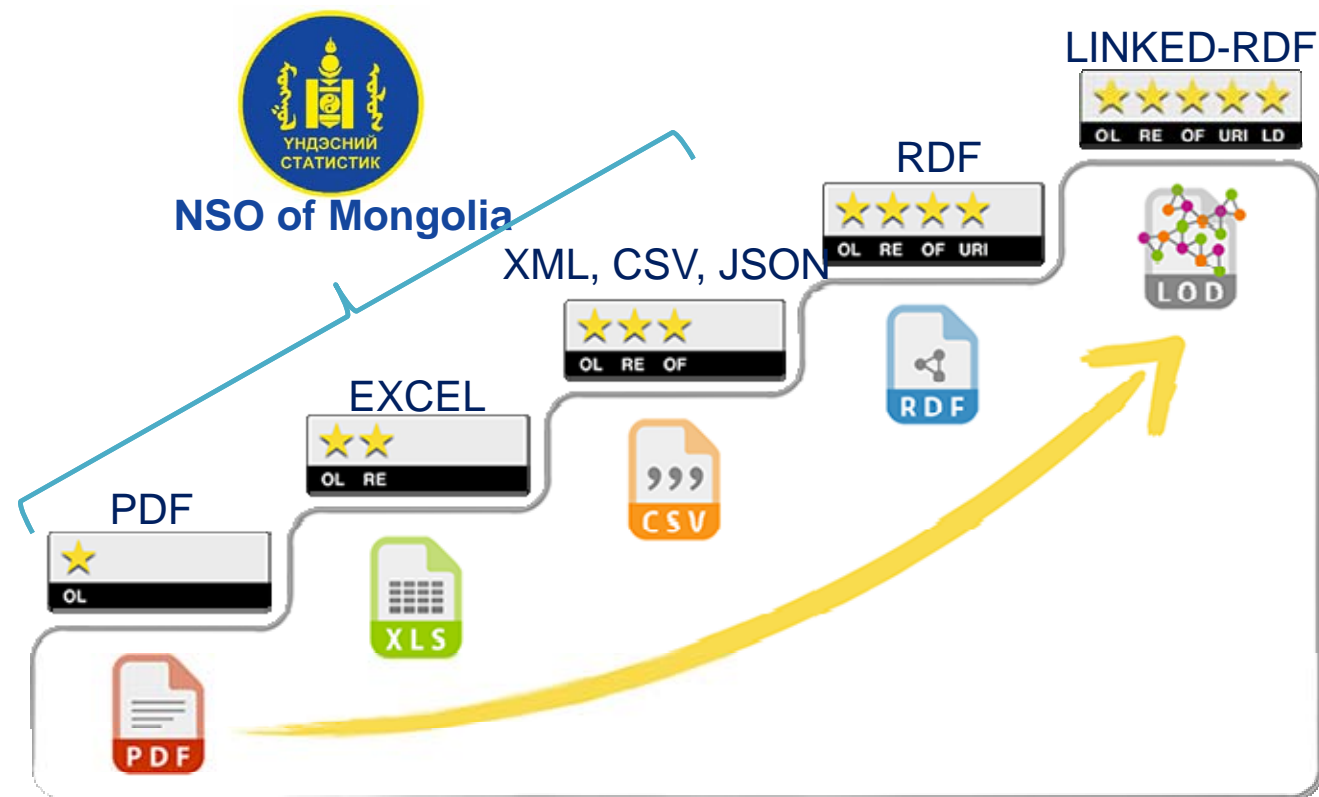 ҮНДЭСНИЙ
СТАТИСТИК
NSO of Mongolia
LINKED-RDF
OL RE OF URI LD
RDF
OL RE OF URI
LOD
XML, CSV, JSON
OL RE OF
RDF
EXCEL
OL RE
CSV
PDF
OL
XLS
PDF